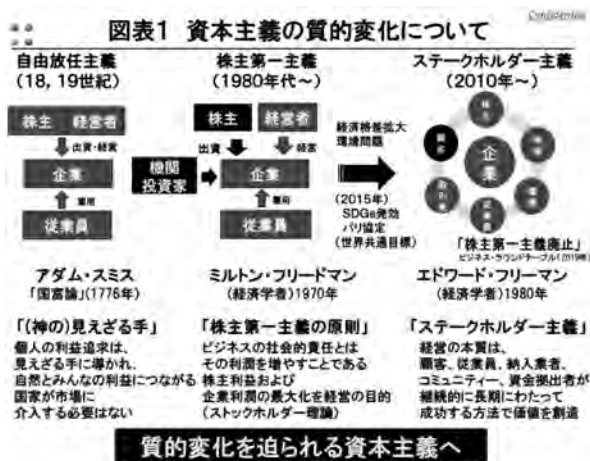 Confidential
図表1 資本主義の質的変化について
自由放任主義
(18, 19世紀)
株主 経営者
出資・経営
企業
雇用
従業員
アダム・スミス
「国富論」(1776年)
「(神の)見えざる手」
個人の利益追求は、
見えざる手に導かれ、
自然とみんなの利益につながる
国家が市場に
介入する必要はない
機関
投資家
株主第一主義
(1980年代~)
株主 経営者
出資 経営
企業
雇用
従業員
ミルトン・フリードマン
(経済学者)1970年
「株主第一主義の原則」
ビジネスの社会的責任とは
その利潤を増やすことである
株主利益および
企業利潤の最大化を経営の目的
(ストックホルダー理論)
経済格差拡大
環境問題
(2015年)
SDGs発効
パリ協定
(世界共通目標)
ステークホルダー主義
(2010年~)
株主
顧客
企業
取引先
従業員
「株主第一主義廃止」
ビジネス・ラウンドテーブル(2019年)
エドワード・フリーマン
(経済学者)1980年
「ステークホルダー主義」
経営の本質は、
顧客、従業員、納入業者、
コミュニティー、資金拠出者が
継続的に長期にわたって
成功する方法で価値を創造
質的変化を迫られる資本主義へ